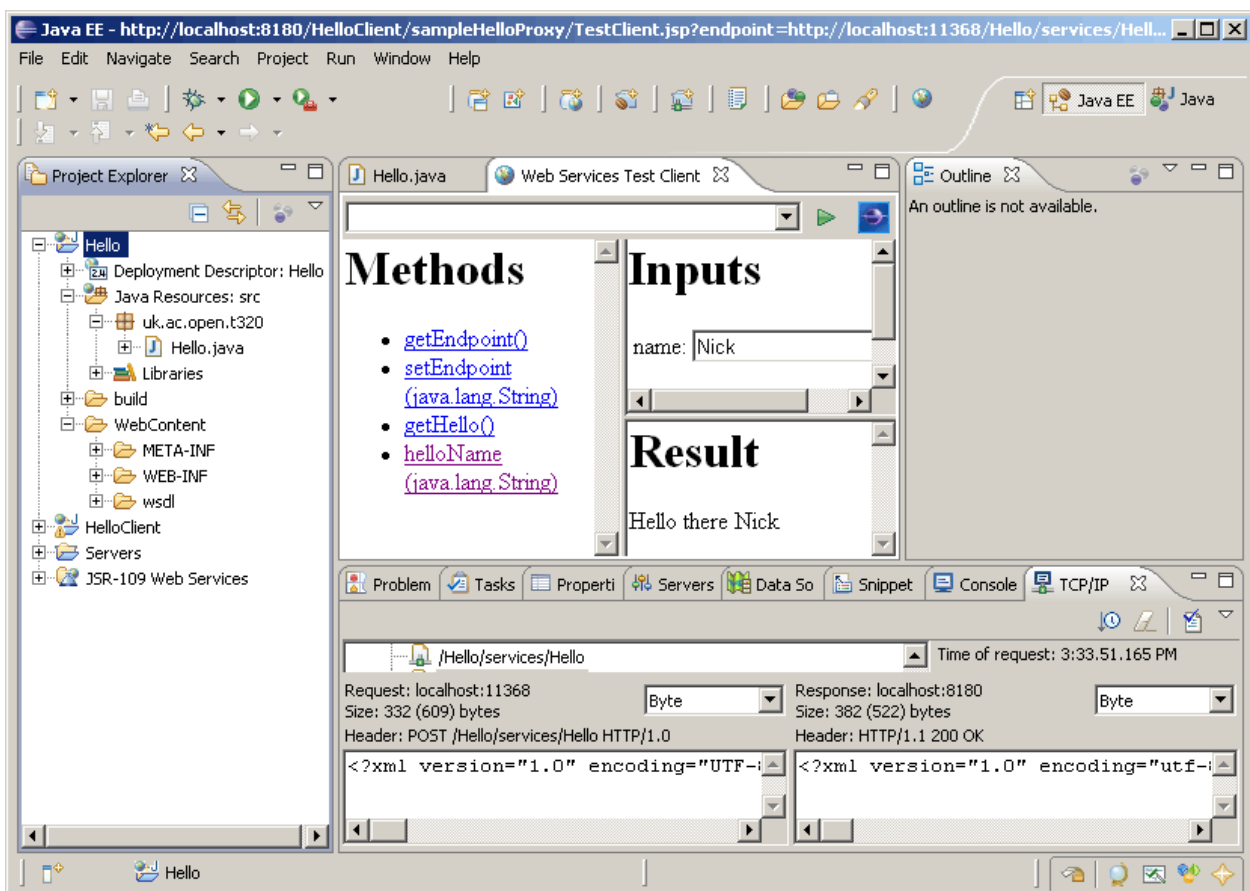 Java EE - http://localhost:8180/HelloClient/sampleHelloProxy/TestClient.jsp?endpoint=http://localhost:11368/Hello/services/Hell...
File Edit Navigate Search Project Run Window Help
Java EE Java
Project Explorer
Hello
Deployment Descriptor: Hello
Java Resources: src
uk.ac.open.t320
Hello.java
Libraries
build
WebContent
META-INF
WEB-INF
wsdl
HelloClient
Servers
JSR-109 Web Services
Hello.java Web Services Test Client
Methods
getEndpoint()
setEndpoint
(java.lang.String)
getHello()
helloName
(java.lang.String)
Inputs
name: Nick
Result
Hello there Nick
Outline
An outline is not available.
Problem Tasks Properti Servers Data So Snippet Console TCP/IP
/Hello/services/Hello
Time of request: 3:33.51.165 PM
Request: localhost:11368
Size: 332 (609) bytes
Header: POST /Hello/services/Hello HTTP/1.0
Byte
<?xml version="1.0" encoding="UTF-
Response: localhost:8180
Size: 382 (522) bytes
Header: HTTP/1.1 200 OK
Byte
<?xml version="1.0" encoding="utf-
Hello